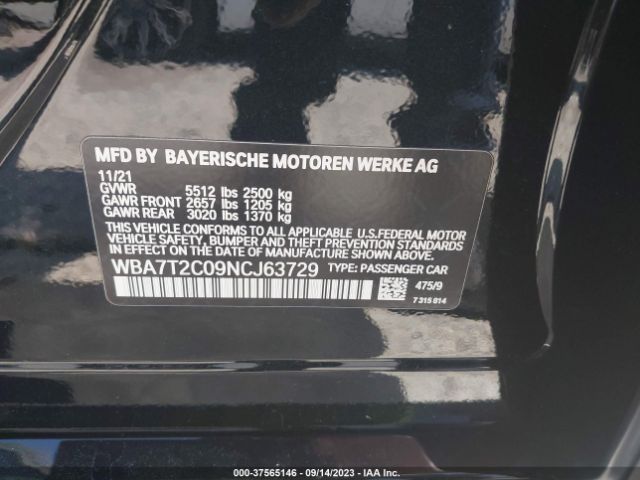 MFD BY BAYERISCHE MOTOREN WERKE AG
11/21
GVWR 5512 lbs 2500 kg
GAWR FRONT 2657 lbs 1205 kg
GAWR REAR 3020 lbs 1370 kg
THIS VEHICLE CONFORMS TO ALL APPLICABLE U.S.FEDERAL MOTOR
VEHICLE SAFETY, BUMPER AND THEFT PREVENTION STANDARDS
IN EFFECT ON THE DATE OF MANUFACTURE SHOWN ABOVE.
WBA7T2C09NCJ63729 TYPE: PASSENGER CAR
475/9
7 315 814
000-37565146 - 09/14/2023 - IAA Inc.